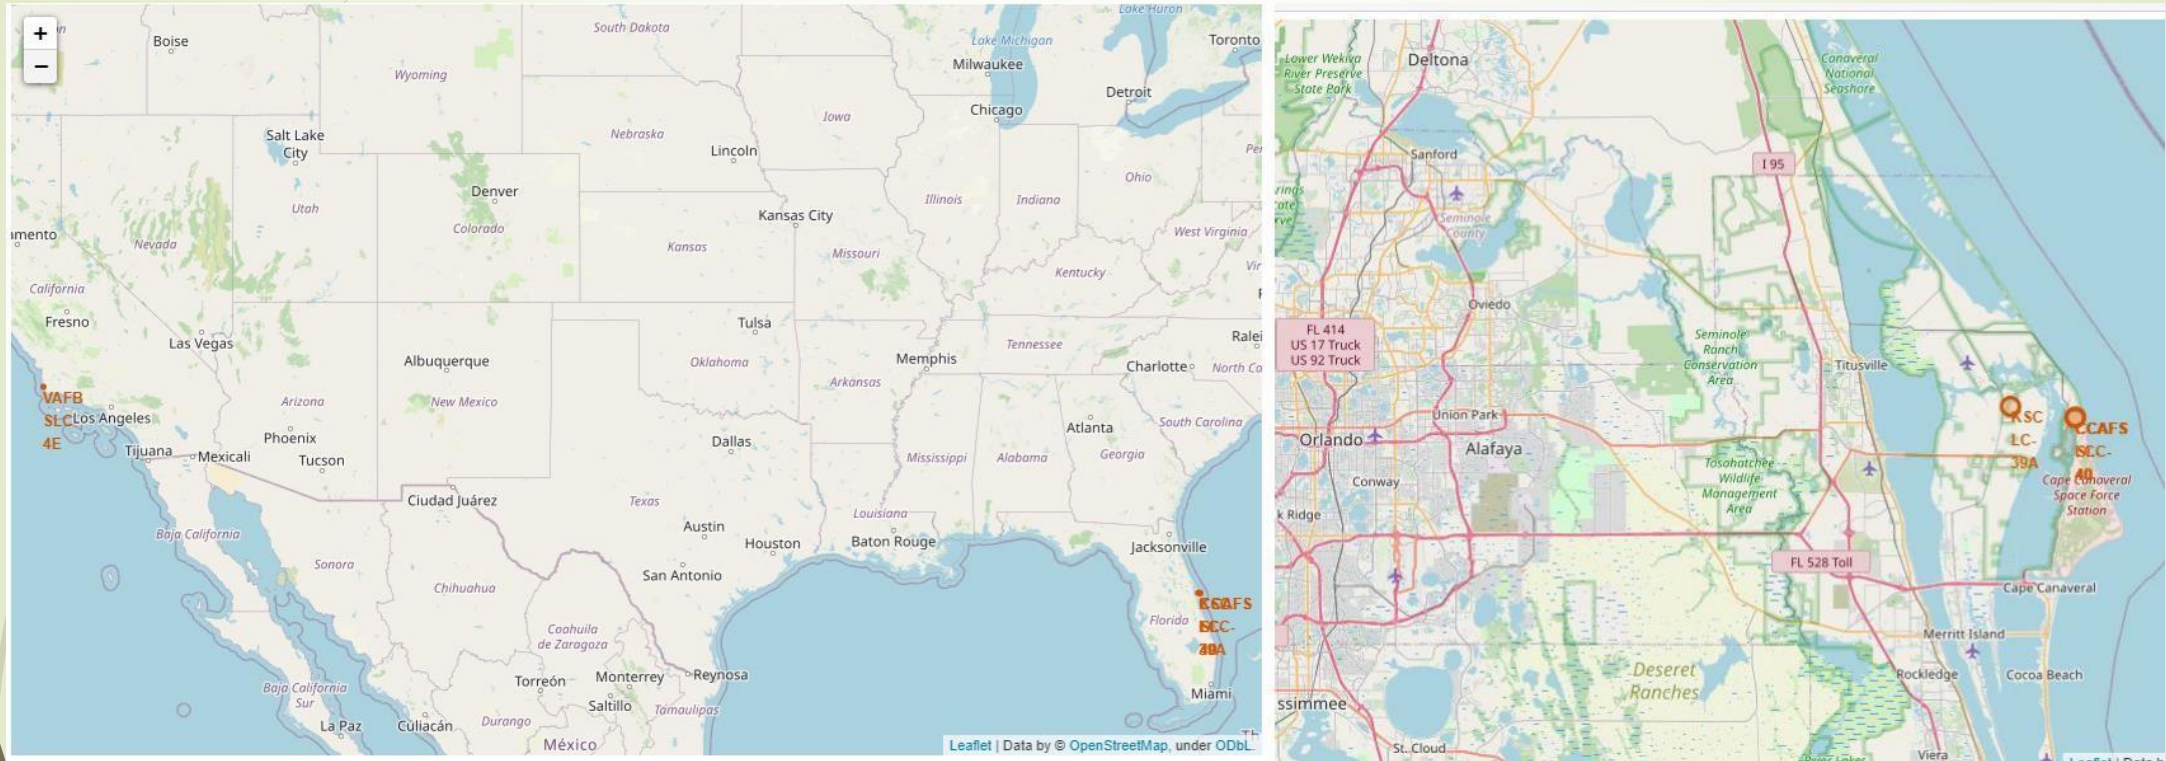 +
−
Boise
South Dakota
Lake Huron
Lake Michigan
Toronto
Milwaukee
Wyoming
Detroit
Chicago
Iowa
Salt Lake
City
Nebraska
Lincoln
Ohio
Denver
Illinois
Indiana
Utah
Kansas City
Colorado
Nevada
Kansas
Missouri
West Virginia
Kentucky
California
Fresno
Tulsa
Las Vegas
Tennessee
Albuquerque
Oklahoma
Memphis
Charlotte
Arkansas
VAFB
SLC-
4E
Los Angeles
Arizona
New Mexico
Atlanta
South Carolina
Phoenix
Dallas
Tijuana
Mexicali
Tucson
Mississippi
Alabama
Georgia
Ciudad Juárez
Texas
Louisiana
Austin
Baja California
Houston
Baton Rouge
Jacksonville
Sonora
San Antonio
Chihuahua
Florida
Coahuila
de Zaragoza
Reynosa
Torreón
Monterrey
Baja California
Sur
Miami
Saltillo
Tamaulipas
La Paz
Culiacán
Durango
México
Leaflet | Data by © OpenStreetMap, under ODbL.
Lower Wekiva
River Preserve
State Park
Deltona
Canaveral
National
Seashore
Sanford
I 95
Seminole
County
Oviedo
FL 414
US 17 Truck
US 92 Truck
Seminole
Ranch
Conservation
Area
Titusville
KSC
LC-
39A
CCAFS
Union Park
Orlando
Alafaya
Tosohatchee
Wildlife
Management
Area
Cape Canaveral
Space Force
Station
Conway
k Ridge
FL 528 Toll
Cape Canaveral
Merritt Island
Deseret
Ranches
Rockledge
Cocoa Beach
ssimmee
St. Cloud
Viera